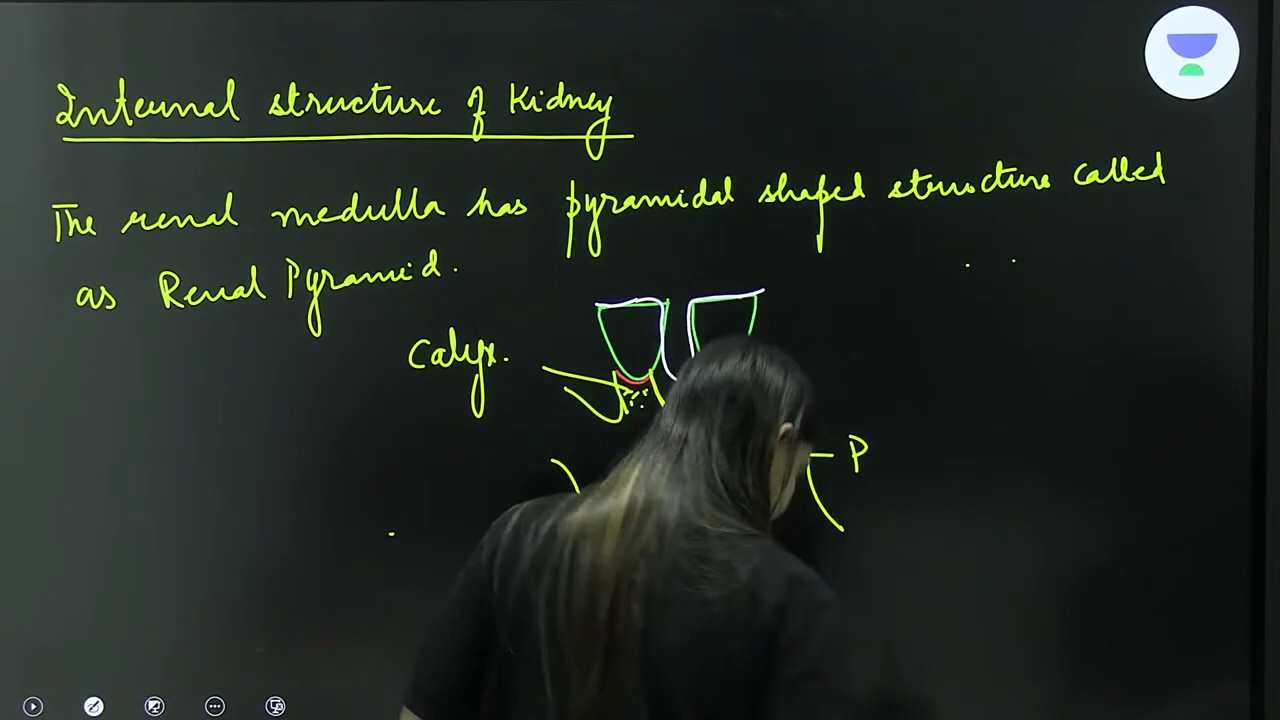 Internal structure of Kidney
The renal medulla has pyramidal shaped structure called
as Renal Pyramid.
Calyx.
P